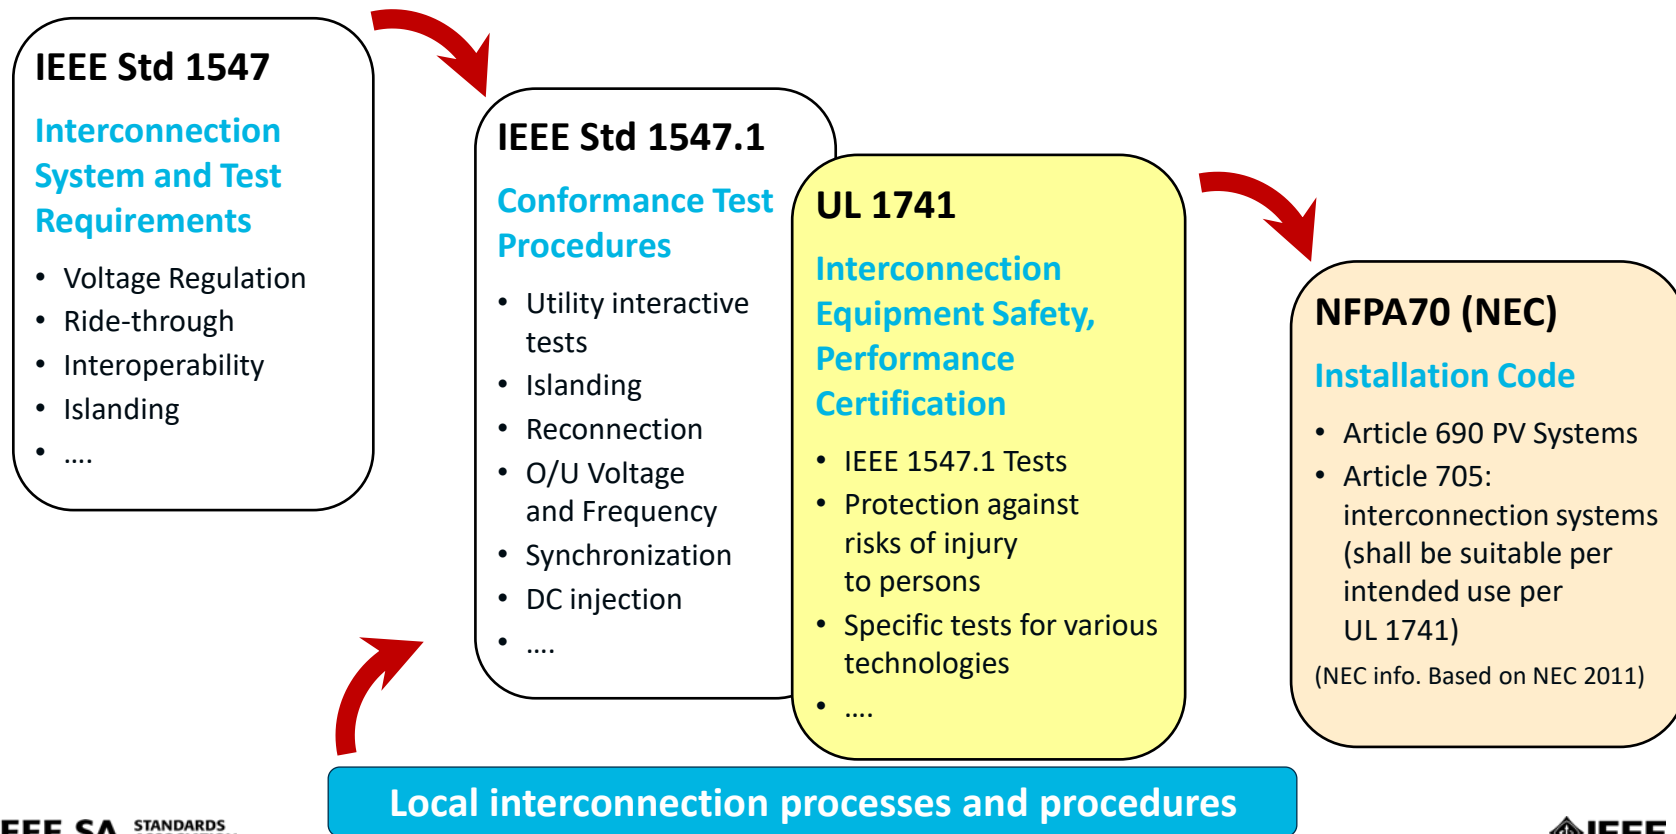 IEEE Std 1547
Interconnection
System and Test
Requirements
• Voltage Regulation
• Ride-through
• Interoperability
• Islanding
• ....
IEEE Std 1547.1
Conformance Test
Procedures
• Utility interactive
tests
• Islanding
• Reconnection
• O/U Voltage
and Frequency
• Synchronization
• DC injection
• ....
UL 1741
Interconnection
Equipment Safety,
Performance
Certification
• IEEE 1547.1 Tests
• Protection against
risks of injury
to persons
• Specific tests for various
technologies
• ....
NFPA70 (NEC)
Installation Code
• Article 690 PV Systems
• Article 705:
interconnection systems
(shall be suitable per
intended use per
UL 1741)
(NEC info. Based on NEC 2011)
Local interconnection processes and procedures
IEEE SA STANDARDS
IEEE